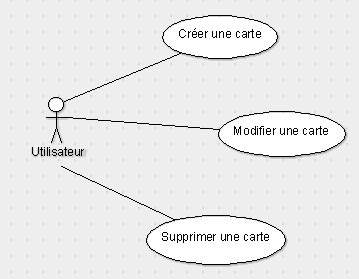 Créer une carte
Modifier une carte
Utilisateur
Supprimer une carte